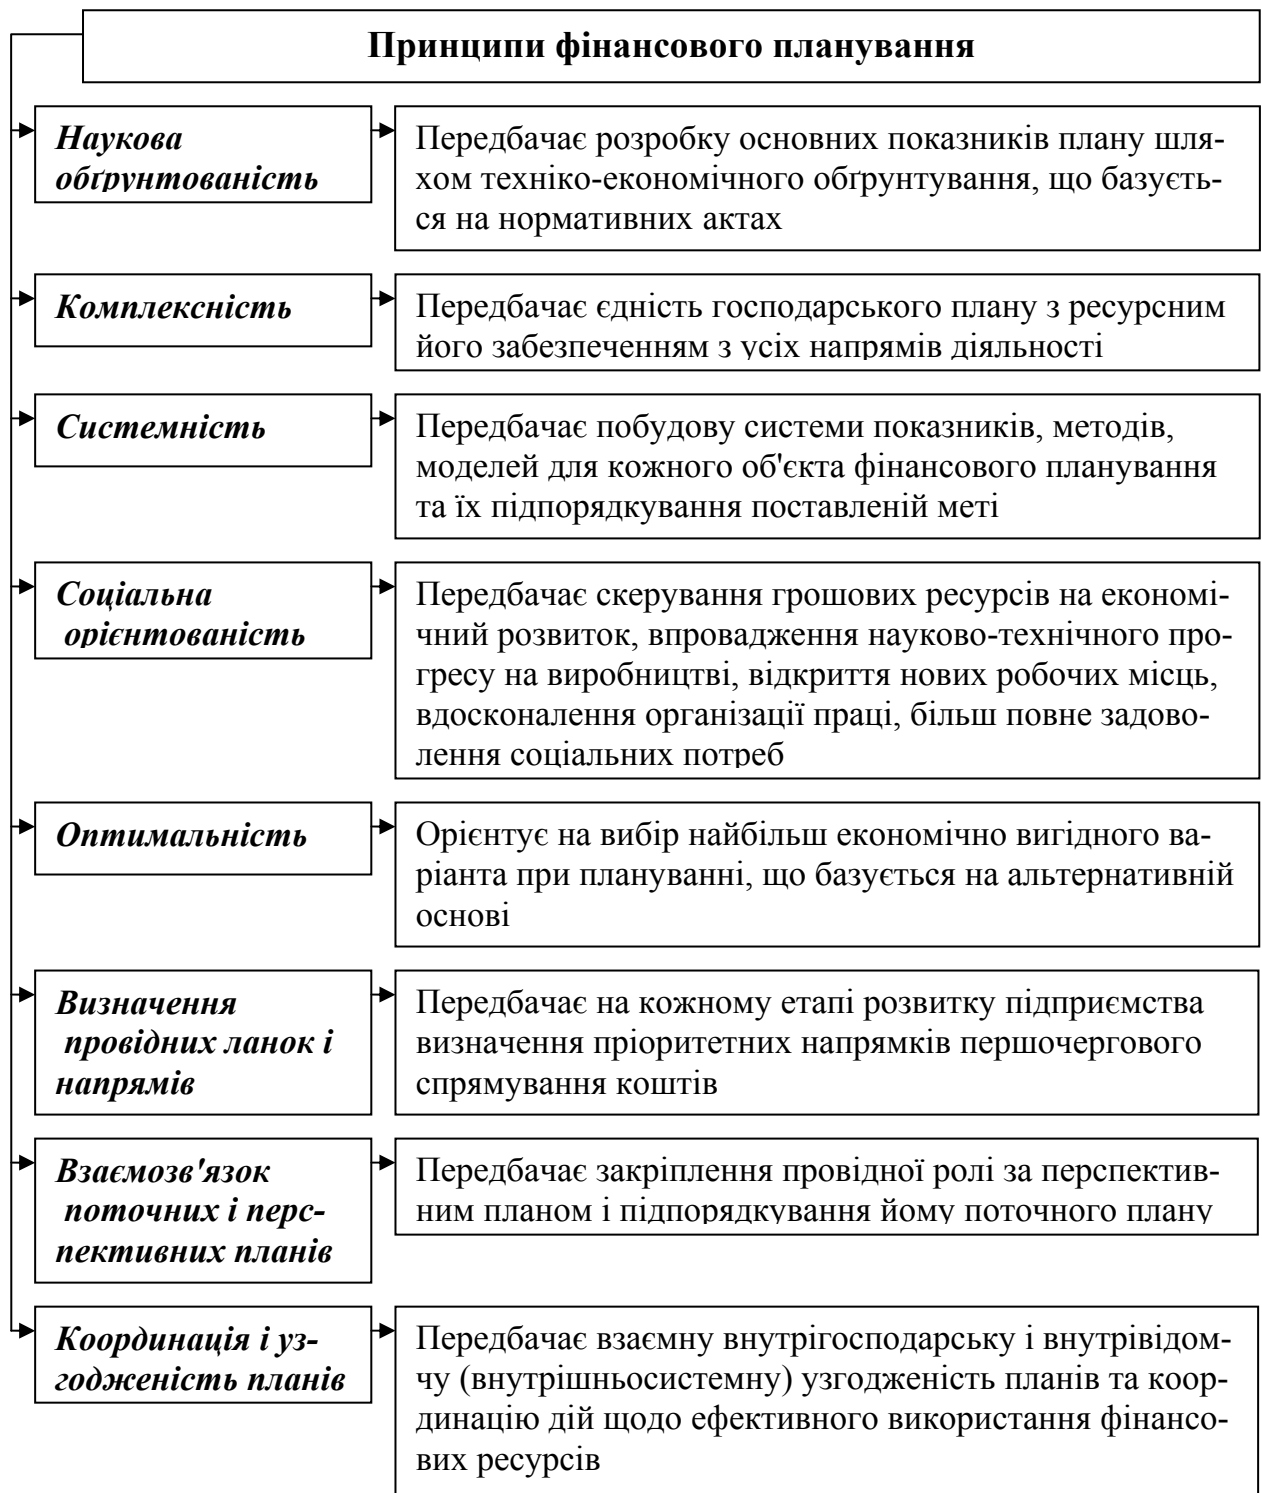 Принципи фінансового планування
Наукова
обґрунтованість
Передбачає розробку основних показників плану шля-
хом техніко-економічного обґрунтування, що базуєть-
ся на нормативних актах
Комплексність
Передбачає єдність господарського плану з ресурсним
його забезпеченням з усіх напрямів діяльності
Системність
Передбачає побудову системи показників, методів,
моделей для кожного об'єкта фінансового планування
та їх підпорядкування поставленій меті
Соціальна
орієнтованість
Передбачає скерування грошових ресурсів на економі-
чний розвиток, впровадження науково-технічного про-
гресу на виробництві, відкриття нових робочих місць,
вдосконалення організації праці, більш повне задово-
лення соціальних потреб
Оптимальність
Орієнтує на вибір найбільш економічно вигідного ва-
ріанта при плануванні, що базується на альтернативній
основі
Визначення
провідних ланок і
напрямів
Передбачає на кожному етапі розвитку підприємства
визначення пріоритетних напрямків першочергового
спрямування коштів
Взаємозв'язок
поточних і перс-
пективних планів
Передбачає закріплення провідної ролі за перспектив-
ним планом і підпорядкування йому поточного плану
Координація і уз-
годженість планів
Передбачає взаємну внутрігосподарську і внутрівідом-
чу (внутрішньосистемну) узгодженість планів та коор-
динацію дій щодо ефективного використання фінансо-
вих ресурсів